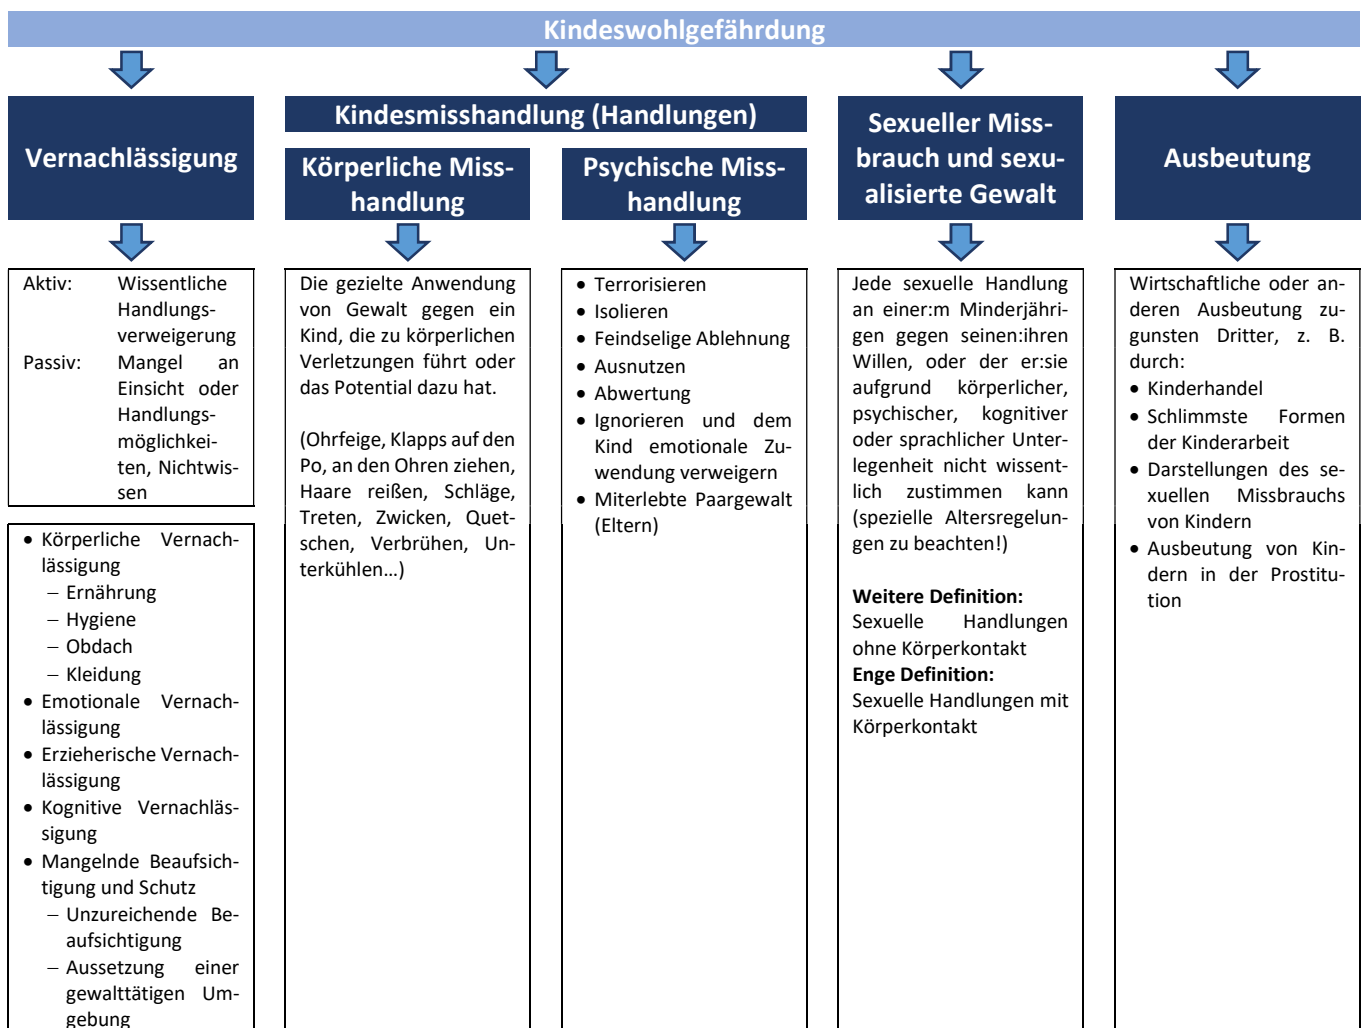 Kindeswohlgefährdung
Vernachlässigung
Kindesmisshandlung (Handlungen)
Körperliche Miss-
handlung
Psychische Miss-
handlung
Sexueller Miss-
brauch und sexu-
alisierte Gewalt
Ausbeutung
Aktiv: Wissentliche
Handlungs-
verweigerung
Passiv: Mangel an
Einsicht oder
Handlungs-
möglichkei-
ten, Nichtwis-
sen
• Körperliche Vernach-
lässigung
– Ernährung
– Hygiene
– Obdach
– Kleidung
• Emotionale Vernach-
lässigung
• Erzieherische Vernach-
lässigung
• Kognitive Vernachläs-
sigung
• Mangelnde Beaufsich-
tigung und Schutz
– Unzureichende Be-
aufsichtigung
– Aussetzung einer
gewalttätigen Um-
gebung
Die gezielte Anwendung
von Gewalt gegen ein
Kind, die zu körperlichen
Verletzungen führt oder
das Potential dazu hat.
(Ohrfeige, Klapps auf den
Po, an den Ohren ziehen,
Haare reißen, Schläge,
Treten, Zwicken, Quet-
schen, Verbrühen, Un-
terkühlen…)
• Terrorisieren
• Isolieren
• Feindselige Ablehnung
• Ausnutzen
• Abwertung
• Ignorieren und dem
Kind emotionale Zu-
wendung verweigern
• Miterlebte Paargewalt
(Eltern)
Jede sexuelle Handlung
an einer:m Minderjähri-
gen gegen seinen:ihren
Willen, oder der er:sie
aufgrund körperlicher,
psychischer, kognitiver
oder sprachlicher Unter-
legenheit nicht wissent-
lich zustimmen kann
(spezielle Altersregelun-
gen zu beachten!)
Weitere Definition:
Sexuelle Handlungen
ohne Körperkontakt
Enge Definition:
Sexuelle Handlungen mit
Körperkontakt
Wirtschaftliche oder an-
deren Ausbeutung zu-
gunsten Dritter, z. B.
durch:
• Kinderhandel
• Schlimmste Formen
der Kinderarbeit
• Darstellungen des se-
xuellen Missbrauchs
von Kindern
• Ausbeutung von Kin-
dern in der Prostitu-
tion